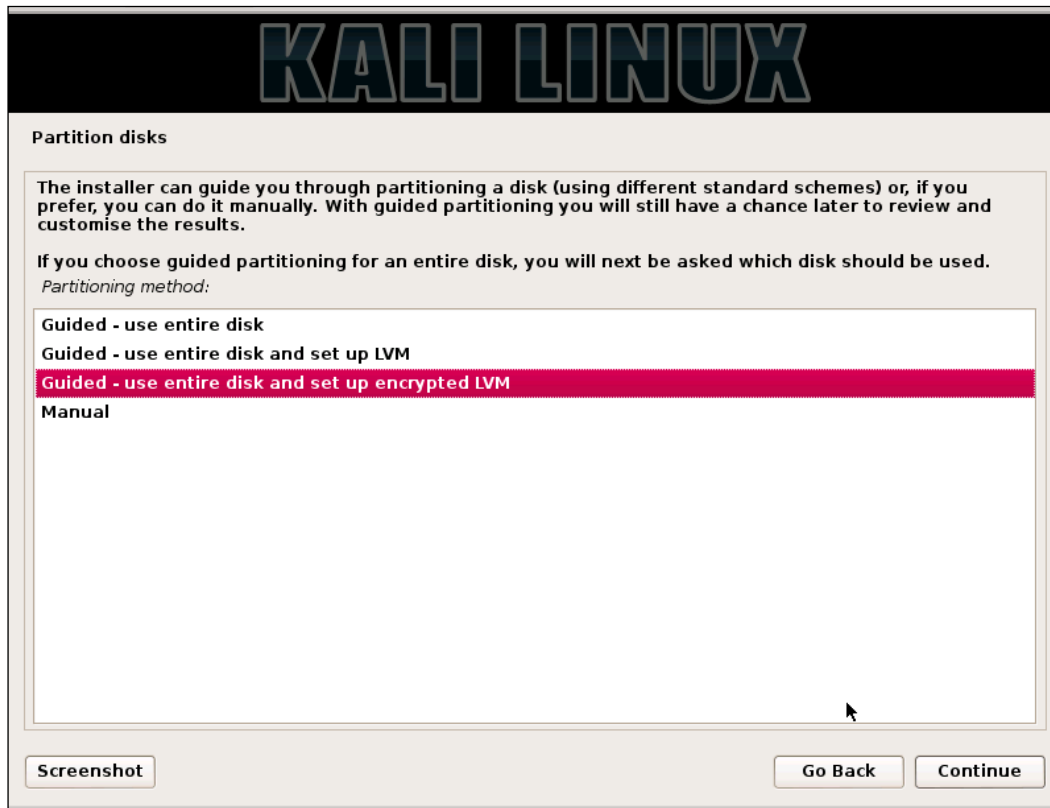 KALI LINUX
Partition disks
The installer can guide you through partitioning a disk (using different standard schemes) or, if you
prefer, you can do it manually. With guided partitioning you will still have a chance later to review and
customise the results.
If you choose guided partitioning for an entire disk, you will next be asked which disk should be used.
Partitioning method:
Guided - use entire disk
Guided - use entire disk and set up LVM
Guided - use entire disk and set up encrypted LVM
Manual
Screenshot
Go Back
Continue